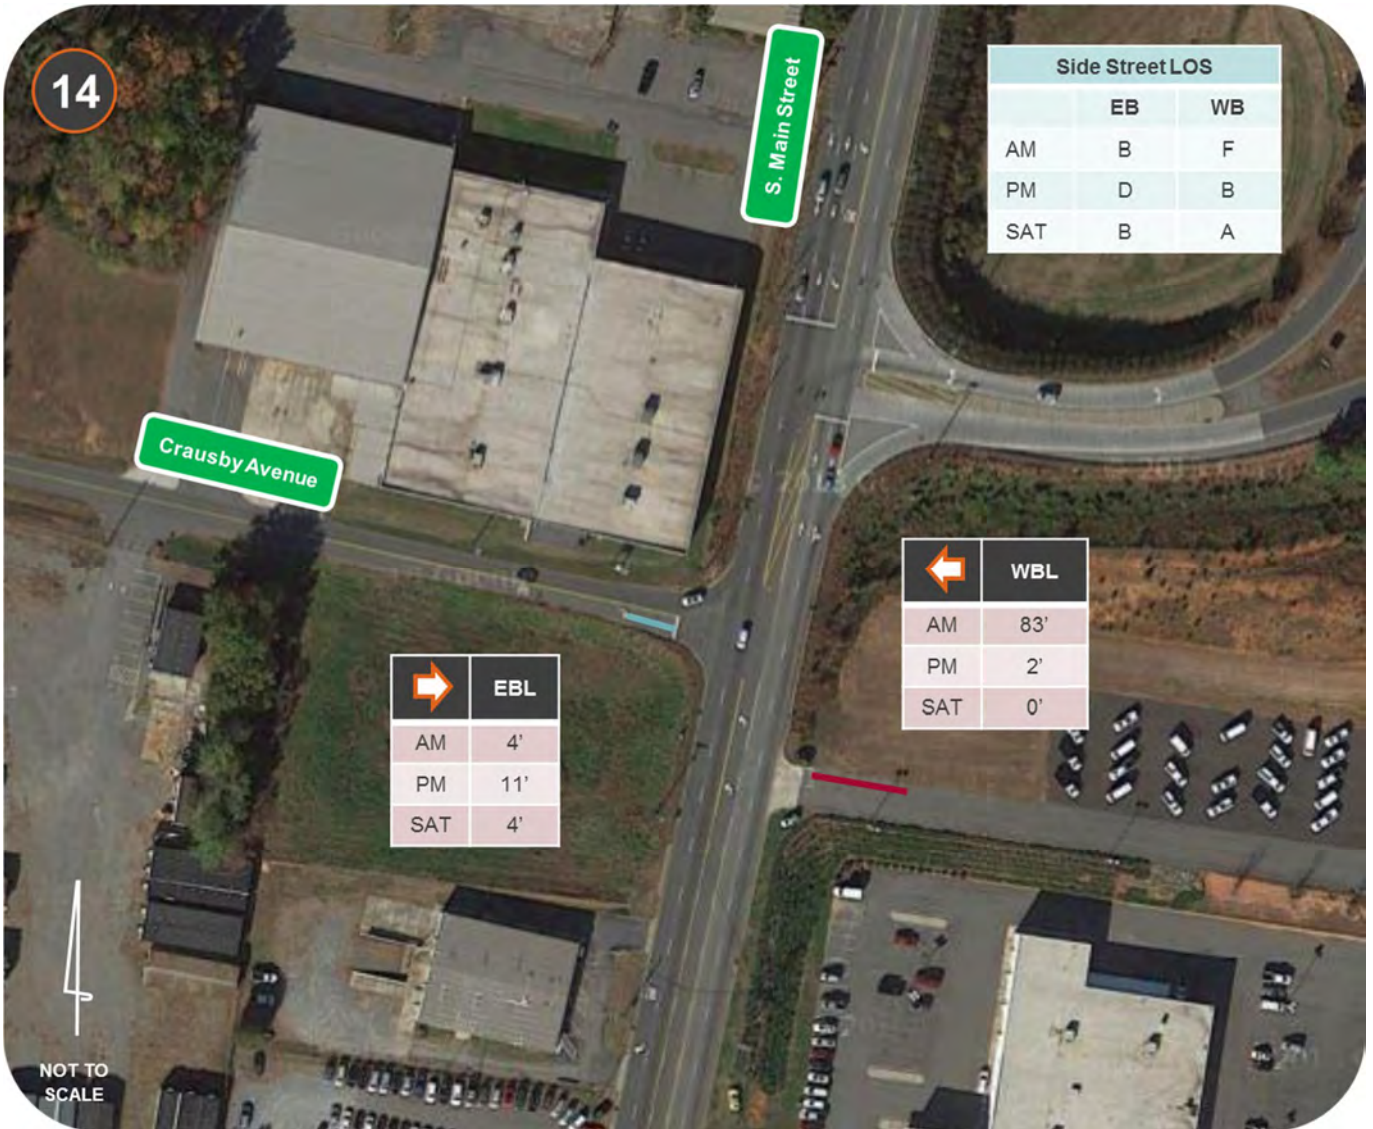 14
S. Main Street
Side Street LOS
EB WB
AM B F
PM D B
SAT B A
Crausby Avenue
WBL
AM 83'
PM 2'
SAT 0'
EBL
AM 4'
PM 11'
SAT 4'
NOT TO
SCALE